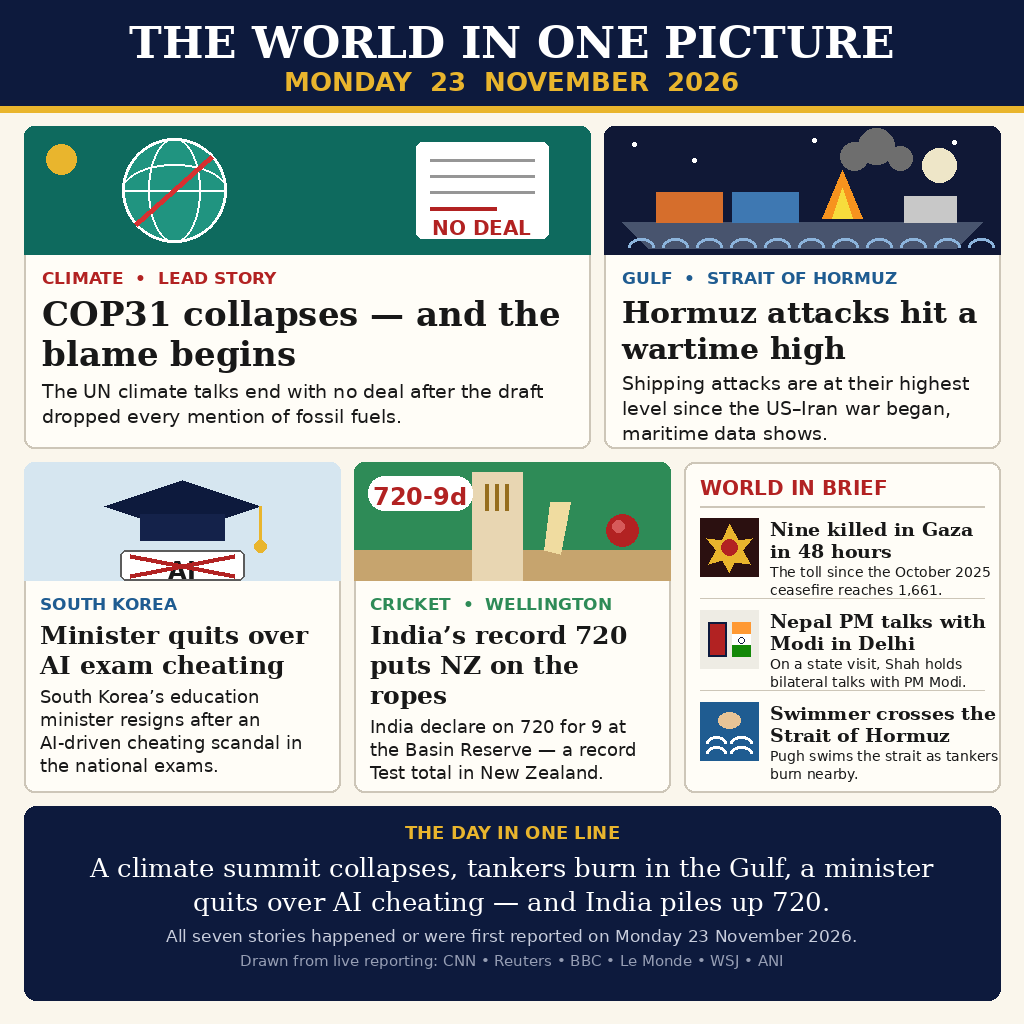 THE WORLD IN ONE PICTURE
MONDAY 23 NOVEMBER 2026
NO DEAL
CLIMATE • LEAD STORY
COP31 collapses — and the
blame begins
The UN climate talks end with no deal after the draft
dropped every mention of fossil fuels.
GULF • STRAIT OF HORMUZ
Hormuz attacks hit a
wartime high
Shipping attacks are at their highest
level since the US–Iran war began,
maritime data shows.
AI
SOUTH KOREA
Minister quits over
AI exam cheating
South Korea’s education
minister resigns after an
AI-driven cheating scandal in
the national exams.
720-9d
CRICKET • WELLINGTON
India’s record 720
puts NZ on the
ropes
India declare on 720 for 9 at
the Basin Reserve — a record
Test total in New Zealand.
WORLD IN BRIEF
Nine killed in Gaza
in 48 hours
The toll since the October 2025
ceasefire reaches 1,661.
Nepal PM talks with
Modi in Delhi
On a state visit, Shah holds
bilateral talks with PM Modi.
Swimmer crosses the
Strait of Hormuz
Pugh swims the strait as tankers
burn nearby.
THE DAY IN ONE LINE
A climate summit collapses, tankers burn in the Gulf, a minister
quits over AI cheating — and India piles up 720.
All seven stories happened or were first reported on Monday 23 November 2026.
Drawn from live reporting: CNN • Reuters • BBC • Le Monde • WSJ • ANI